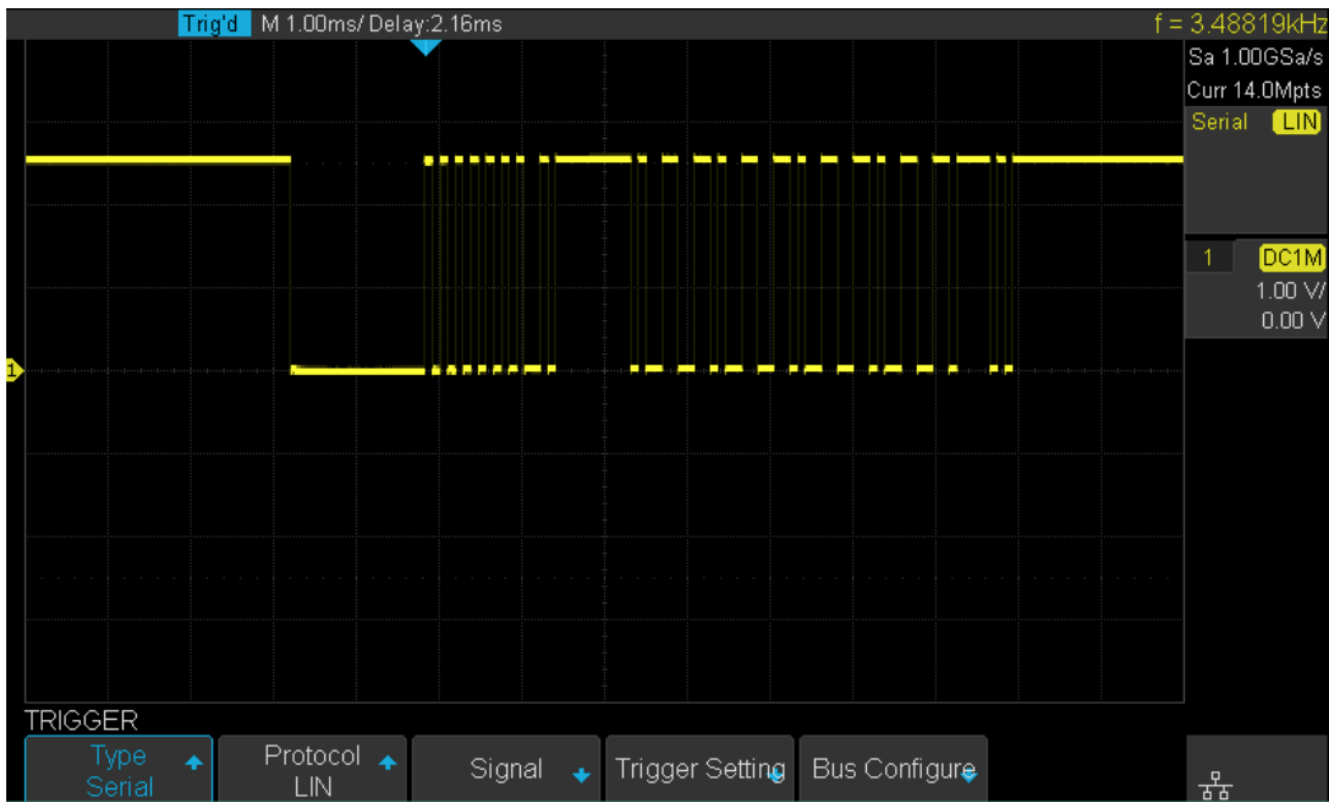 Trig'd M 1.00ms/ Delay:2.16ms f = 3.48819kHz
Sa 1.00GSa/s
Curr 14.0Mpts
Serial LIN
1 DC1M
1.00 V/
0.00 V
1
TRIGGER
Type Serial
Protocol LIN
Signal
Trigger Setting
Bus Configure